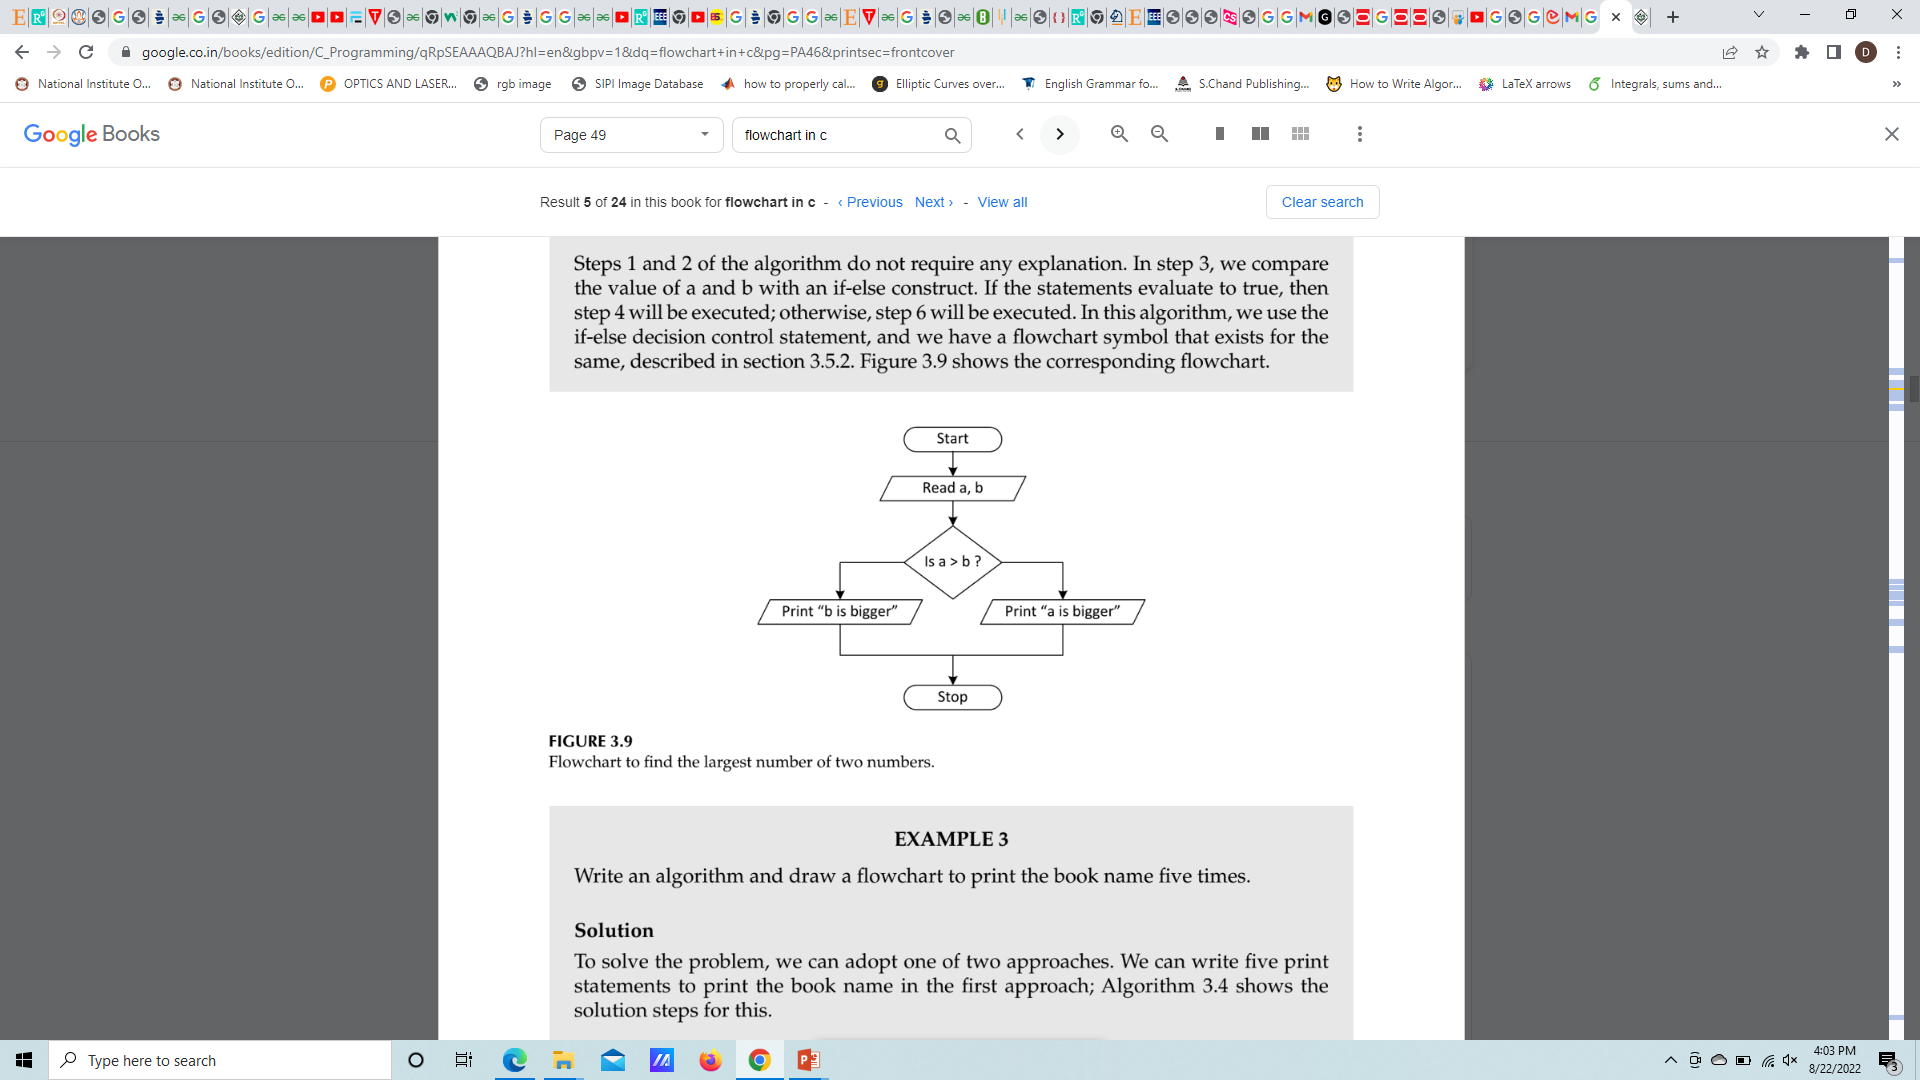 google.co.in/books/edition/C_Programming/qRpSEAAAQBAJ?hl=en&gbpv=1&dq=flowchart+in+c&pg=PA46&printsec=frontcover
D
National Institute O...
National Institute O...
OPTICS AND LASER...
rgb image
SIPI Image Database
how to properly cal...
Elliptic Curves over...
English Grammar fo...
S.Chand Publishing...
How to Write Algor...
LaTeX arrows
Integrals, sums and...
Google Books
Page 49
flowchart in c
Result 5 of 24 in this book for flowchart in c - ‹ Previous Next › - View all
Clear search
Steps 1 and 2 of the algorithm do not require any explanation. In step 3, we compare
the value of a and b with an if-else construct. If the statements evaluate to true, then
step 4 will be executed; otherwise, step 6 will be executed. In this algorithm, we use the
if-else decision control statement, and we have a flowchart symbol that exists for the
same, described in section 3.5.2. Figure 3.9 shows the corresponding flowchart.
Start
Read a, b
Is a > b ?
Print “b is bigger”
Print “a is bigger”
Stop
FIGURE 3.9
Flowchart to find the largest number of two numbers.
EXAMPLE 3
Write an algorithm and draw a flowchart to print the book name five times.
Solution
To solve the problem, we can adopt one of two approaches. We can write five print
statements to print the book name in the first approach; Algorithm 3.4 shows the
solution steps for this.
Type here to search
4:03 PM
8/22/2022
3